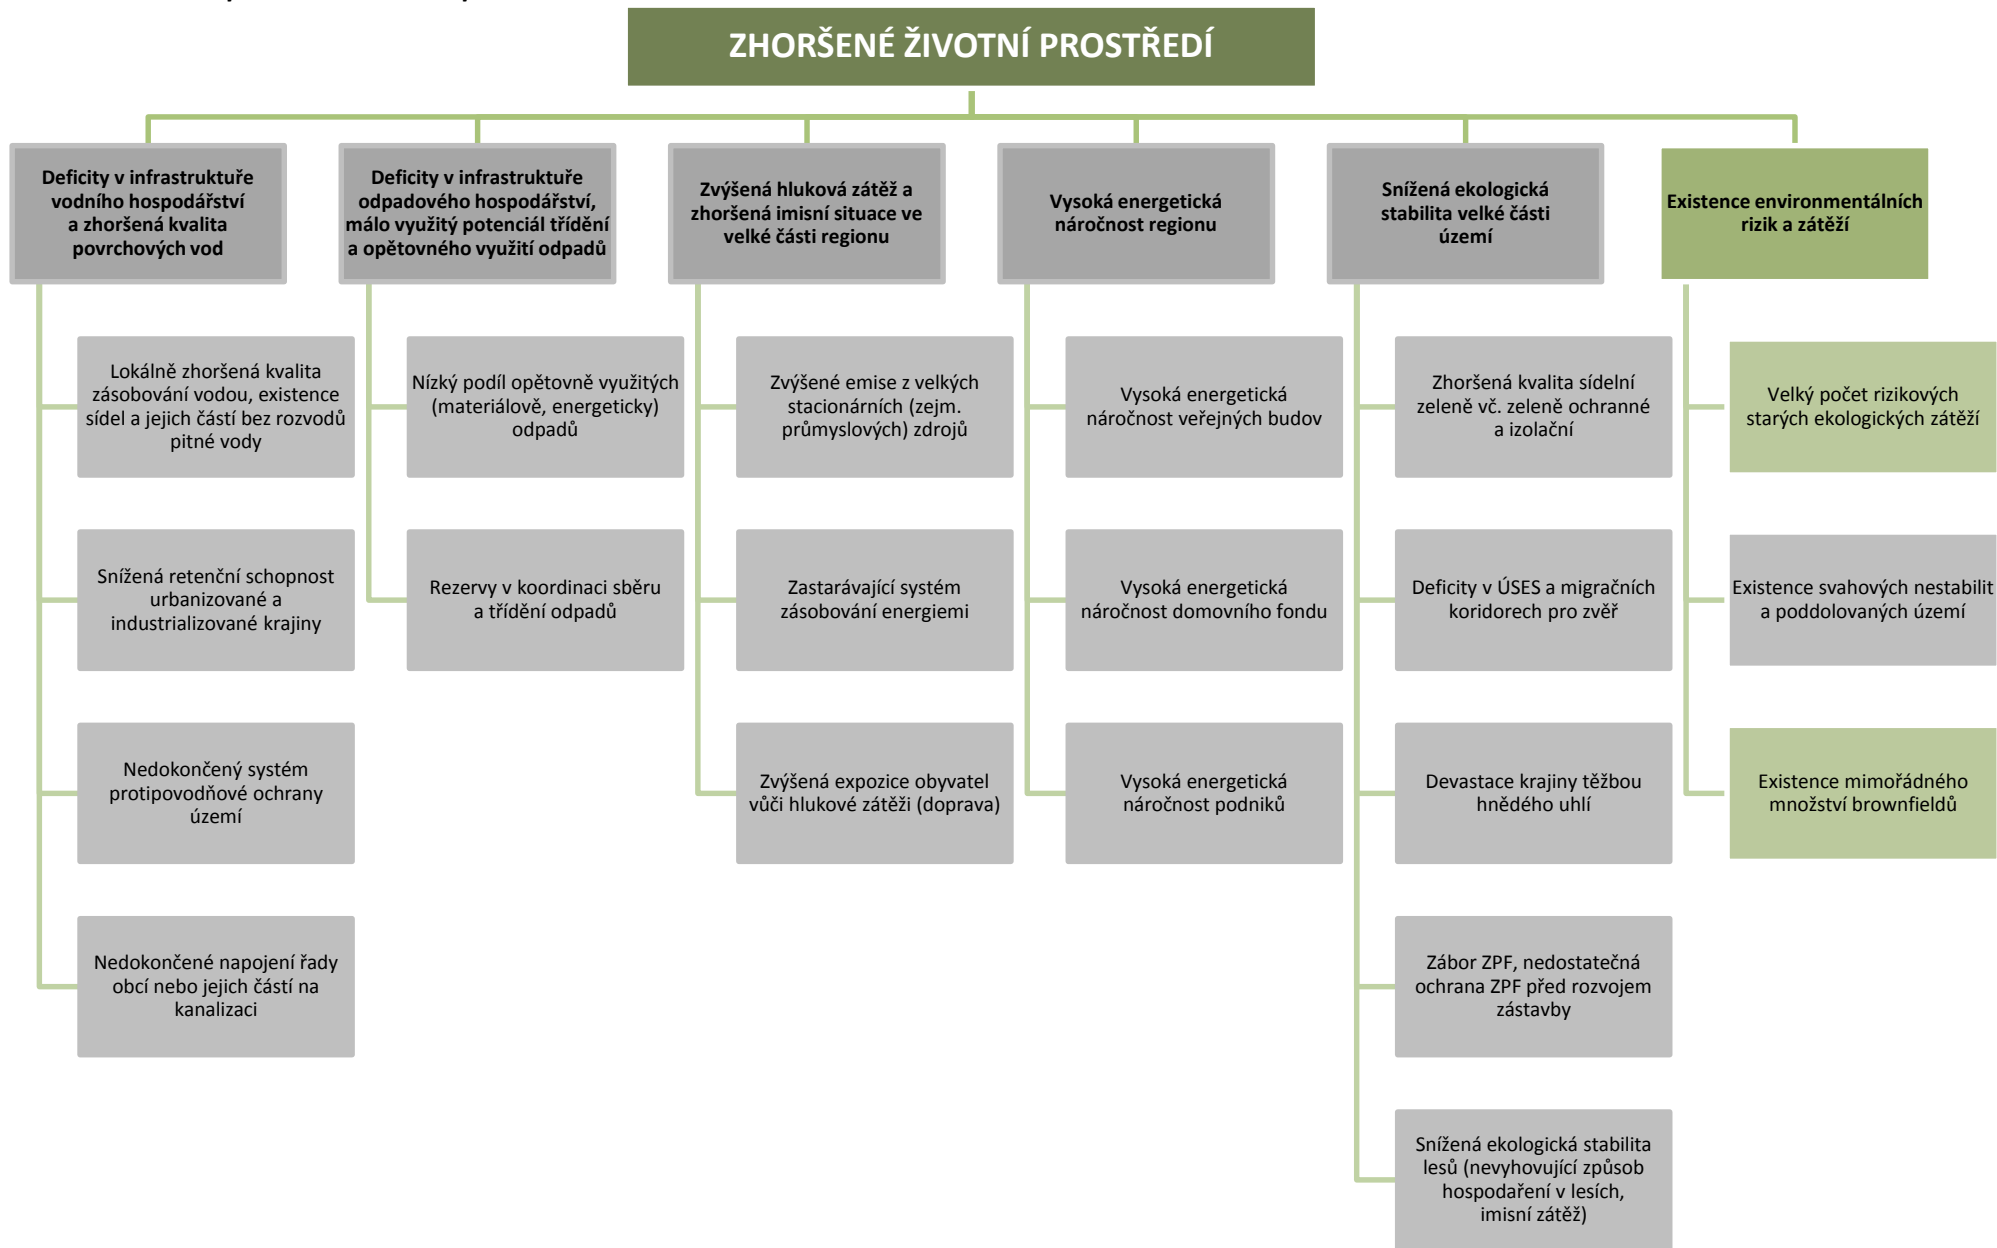 ZHORŠENÉ ŽIVOTNÍ PROSTŘEDÍ
Deficity v infrastruktuře
vodního hospodářství
a zhoršená kvalita
povrchových vod
Lokálně zhoršená kvalita
zásobování vodou, existence
sídel a jejich částí bez rozvodů
pitné vody
Snížená retenční schopnost
urbanizované a
industrializované krajiny
Nedokončený systém
protipovodňové ochrany
území
Nedokončené napojení řady
obcí nebo jejich částí na
kanalizaci
Deficity v infrastruktuře
odpadového hospodářství,
málo využitý potenciál třídění
a opětovného využití odpadů
Nízký podíl opětovně využitých
(materiálově, energeticky)
odpadů
Rezervy v koordinaci sběru
a třídění odpadů
Zvýšená hluková zátěž a
zhoršená imisní situace ve
velké části regionu
Zvýšené emise z velkých
stacionárních (zejm.
průmyslových) zdrojů
Zastarávající systém
zásobování energiemi
Zvýšená expozice obyvatel
vůči hlukové zátěži (doprava)
Vysoká energetická
náročnost regionu
Vysoká energetická
náročnost veřejných budov
Vysoká energetická
náročnost domovního fondu
Vysoká energetická
náročnost podniků
Snížená ekologická
stabilita velké části
území
Zhoršená kvalita sídelní
zeleně vč. zeleně ochranné
a izolační
Deficity v ÚSES a migračních
koridorech pro zvěř
Devastace krajiny těžbou
hnědého uhlí
Zábor ZPF, nedostatečná
ochrana ZPF před rozvojem
zástavby
Snížená ekologická stabilita
lesů (nevyhovující způsob
hospodaření v lesích,
imisní zátěž)
Existence environmentálních
rizik a zátěží
Velký počet rizikových
starých ekologických zátěží
Existence svahových nestabilit
a poddolovaných území
Existence mimořádného
množství brownfieldů